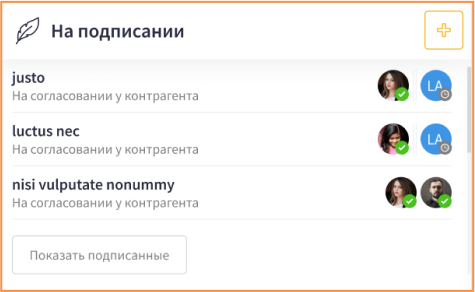 На подписании
justo
На согласовании у контрагента
LA
luctus nec
На согласовании у контрагента
LA
nisi vulputate nonummy
На согласовании у контрагента
Показать подписанные